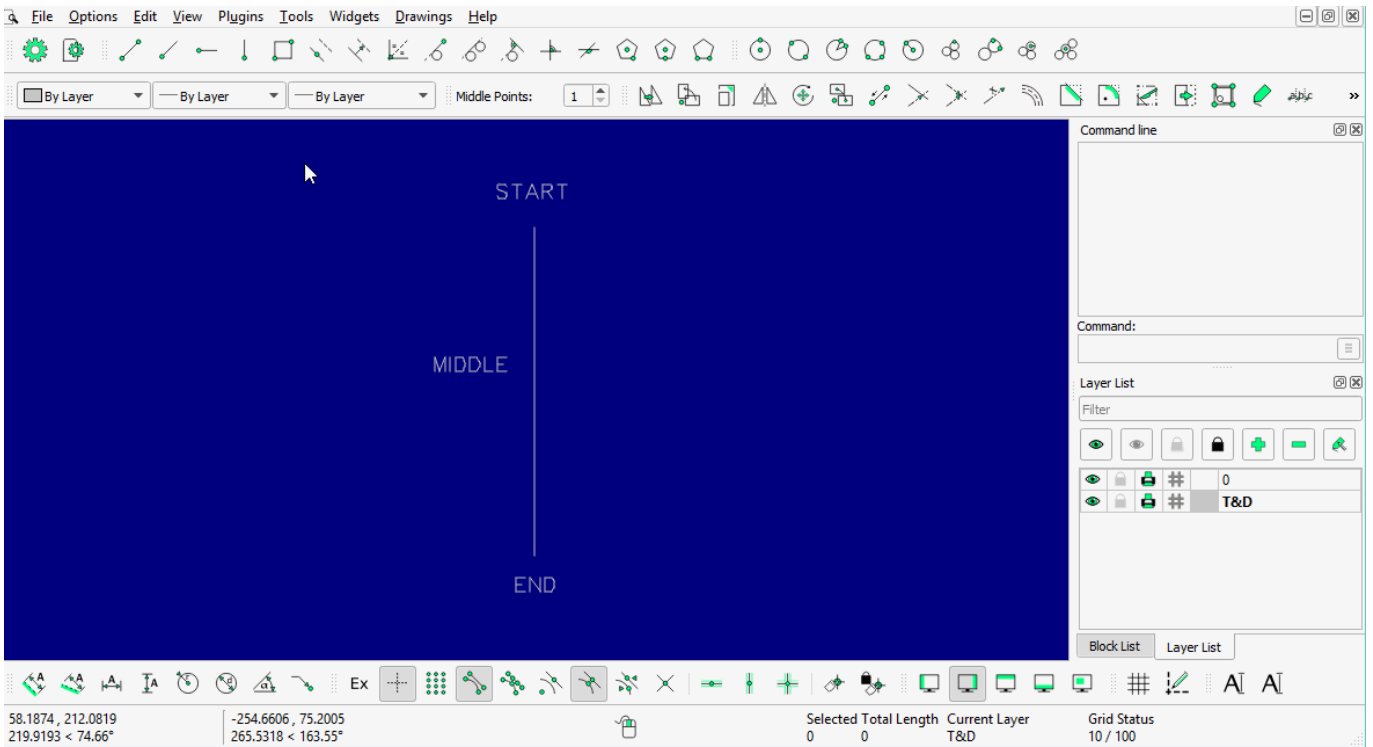 File Options Edit View Plugins Tools Widgets Drawings Help
By Layer By Layer By Layer Middle Points: 1 »
Command line
START
MIDDLE
END
Command:
Layer List
Filter
0
T&D
Block List Layer List
Ex
58.1874 , 212.0819 -254.6606 , 75.2005 Selected Total Length Current Layer Grid Status
219.9193 < 74.66° 265.5318 < 163.55° 0 0 T&D 10 / 100